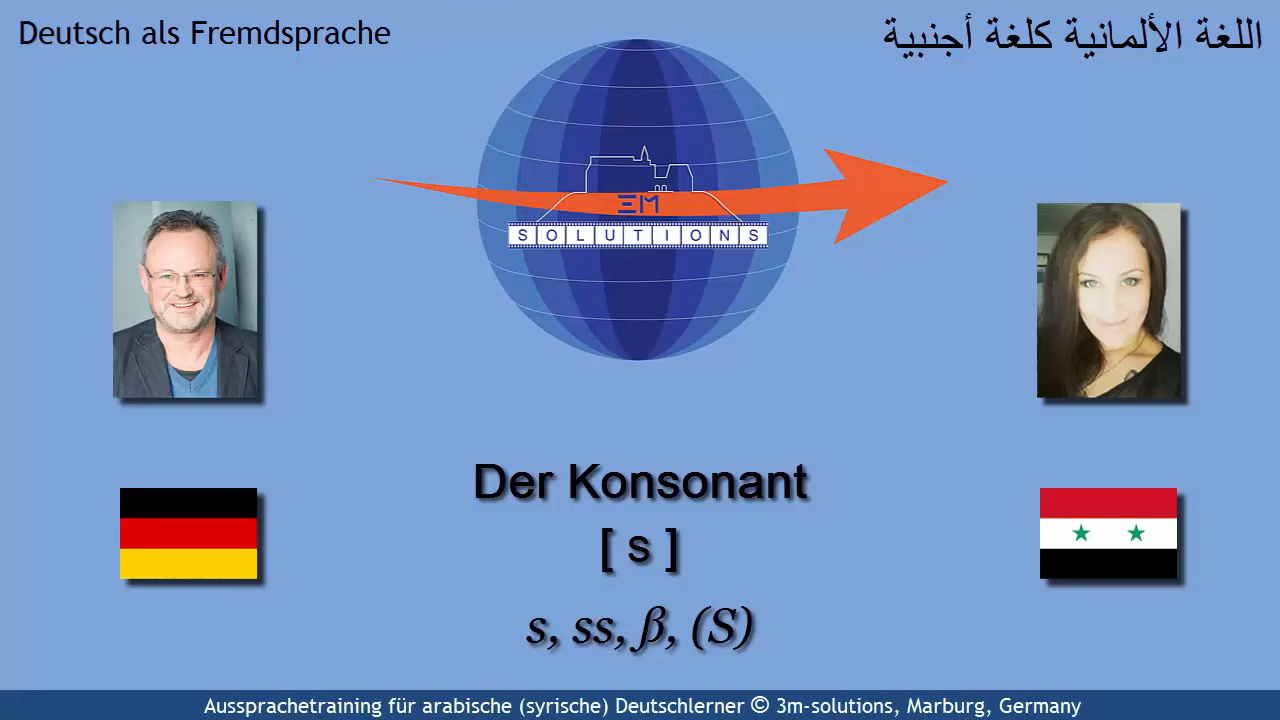 Deutsch als Fremdsprache
اللغة الألمانية كلغة أجنبية
3M
SOLUTIONS
Der Konsonant
[ s ]
s, ss, ß, (S)
Aussprachetraining für arabische (syrische) Deutschlerner © 3m-solutions, Marburg, Germany